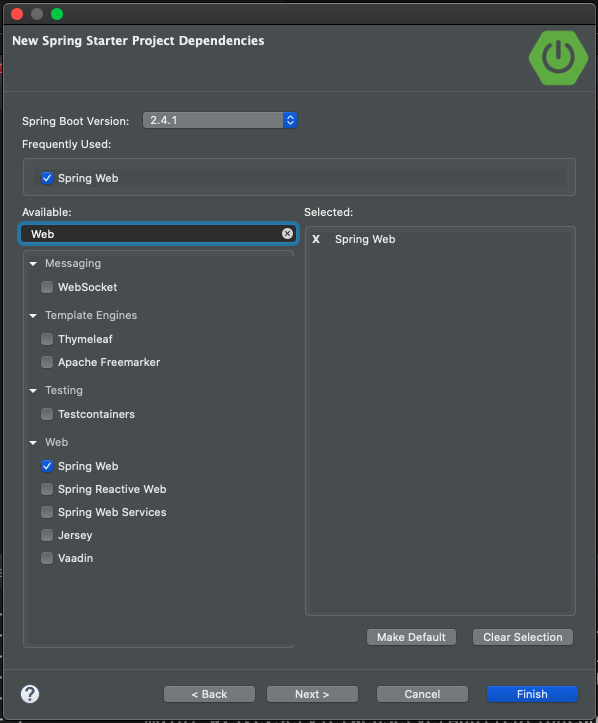 New Spring Starter Project Dependencies
Spring Boot Version: 2.4.1
Frequently Used:
Spring Web
Available:
Web
Messaging
WebSocket
Template Engines
Thymeleaf
Apache Freemarker
Testing
Testcontainers
Web
Spring Web
Spring Reactive Web
Spring Web Services
Jersey
Vaadin
Selected:
X Spring Web
Make Default Clear Selection
? < Back Next > Cancel Finish